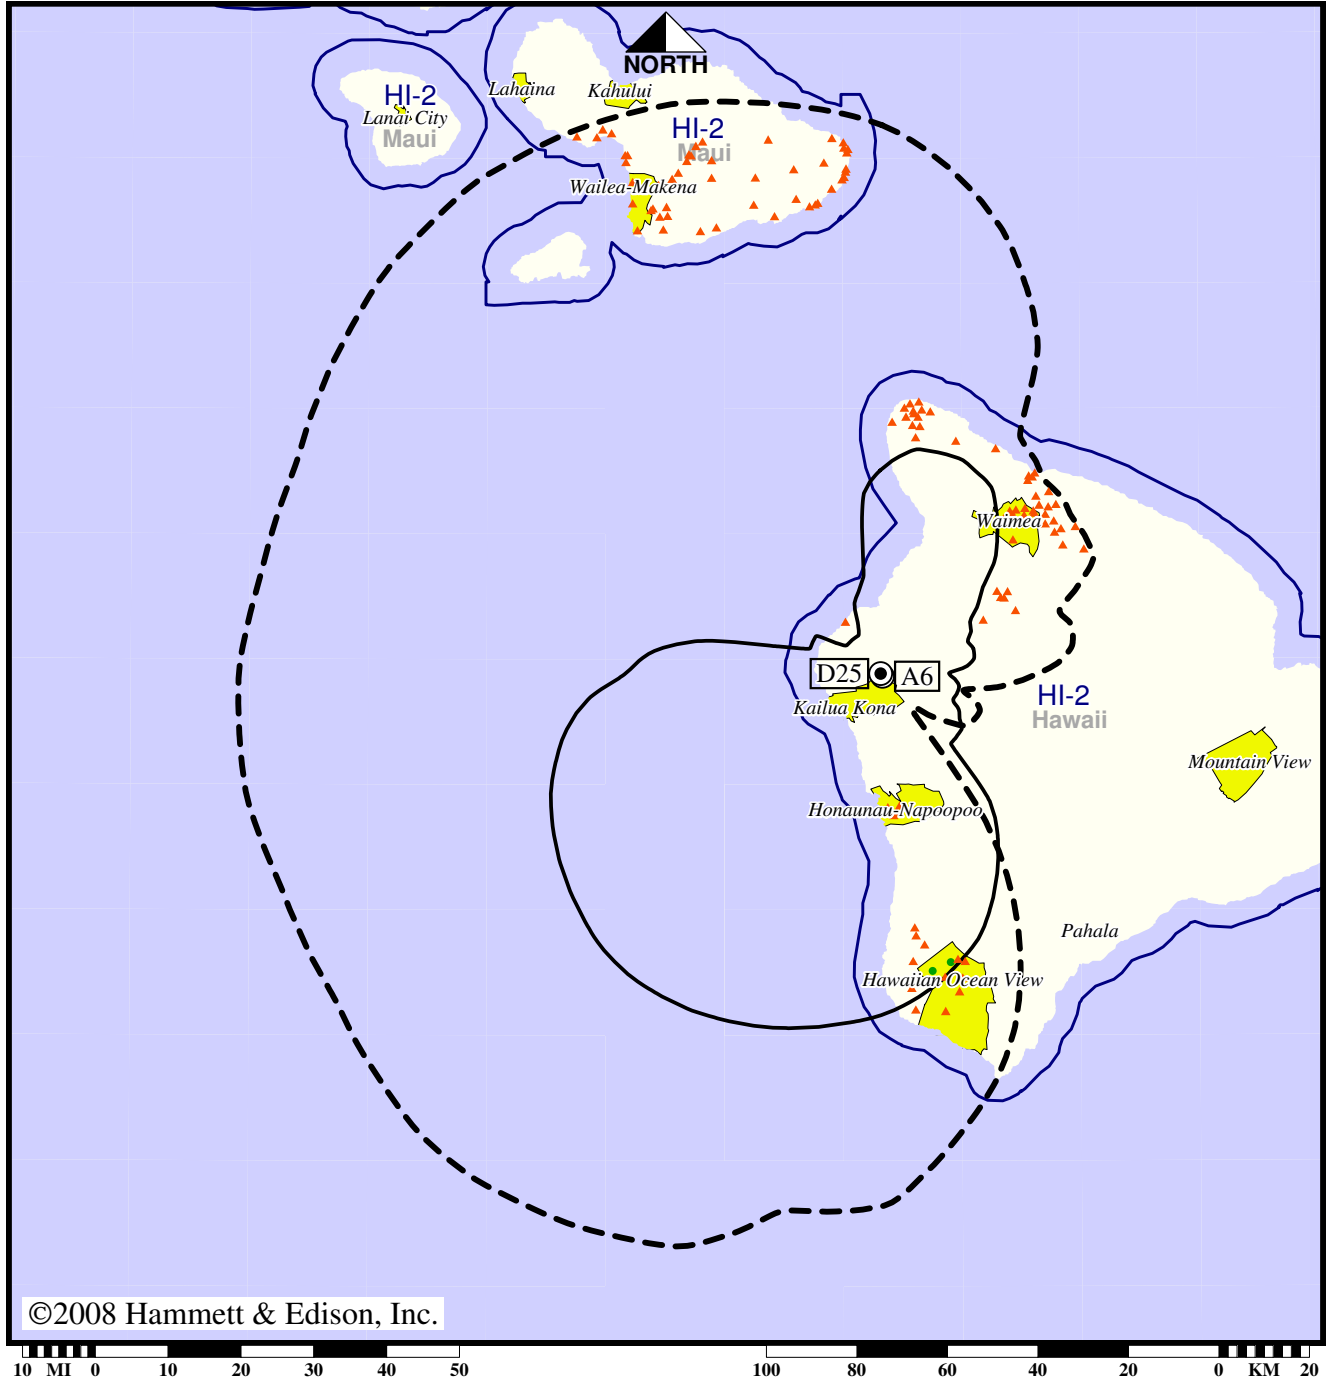 NORTH
Lahaina
Kahului
HI-2
Lanai City
Maui
HI-2
Maui
Wailea-Makena
Waimea
D25
A6
Kailua Kona
HI-2
Hawaii
Mountain View
Honaunau-Napoopoo
Pahala
Hawaiian Ocean View
©2008 Hammett & Edison, Inc.
10 MI 0 10 20 30 40 50 100 80 60 40 20 0 KM 20